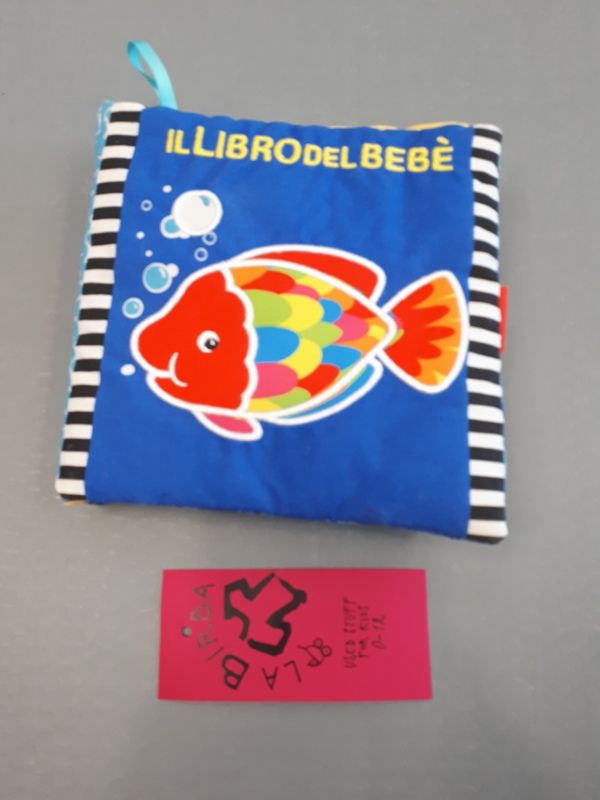 IL LIBRO DEL BEBÈ
LA BIRBA
USED STUFF
FOR KIDS
0-12